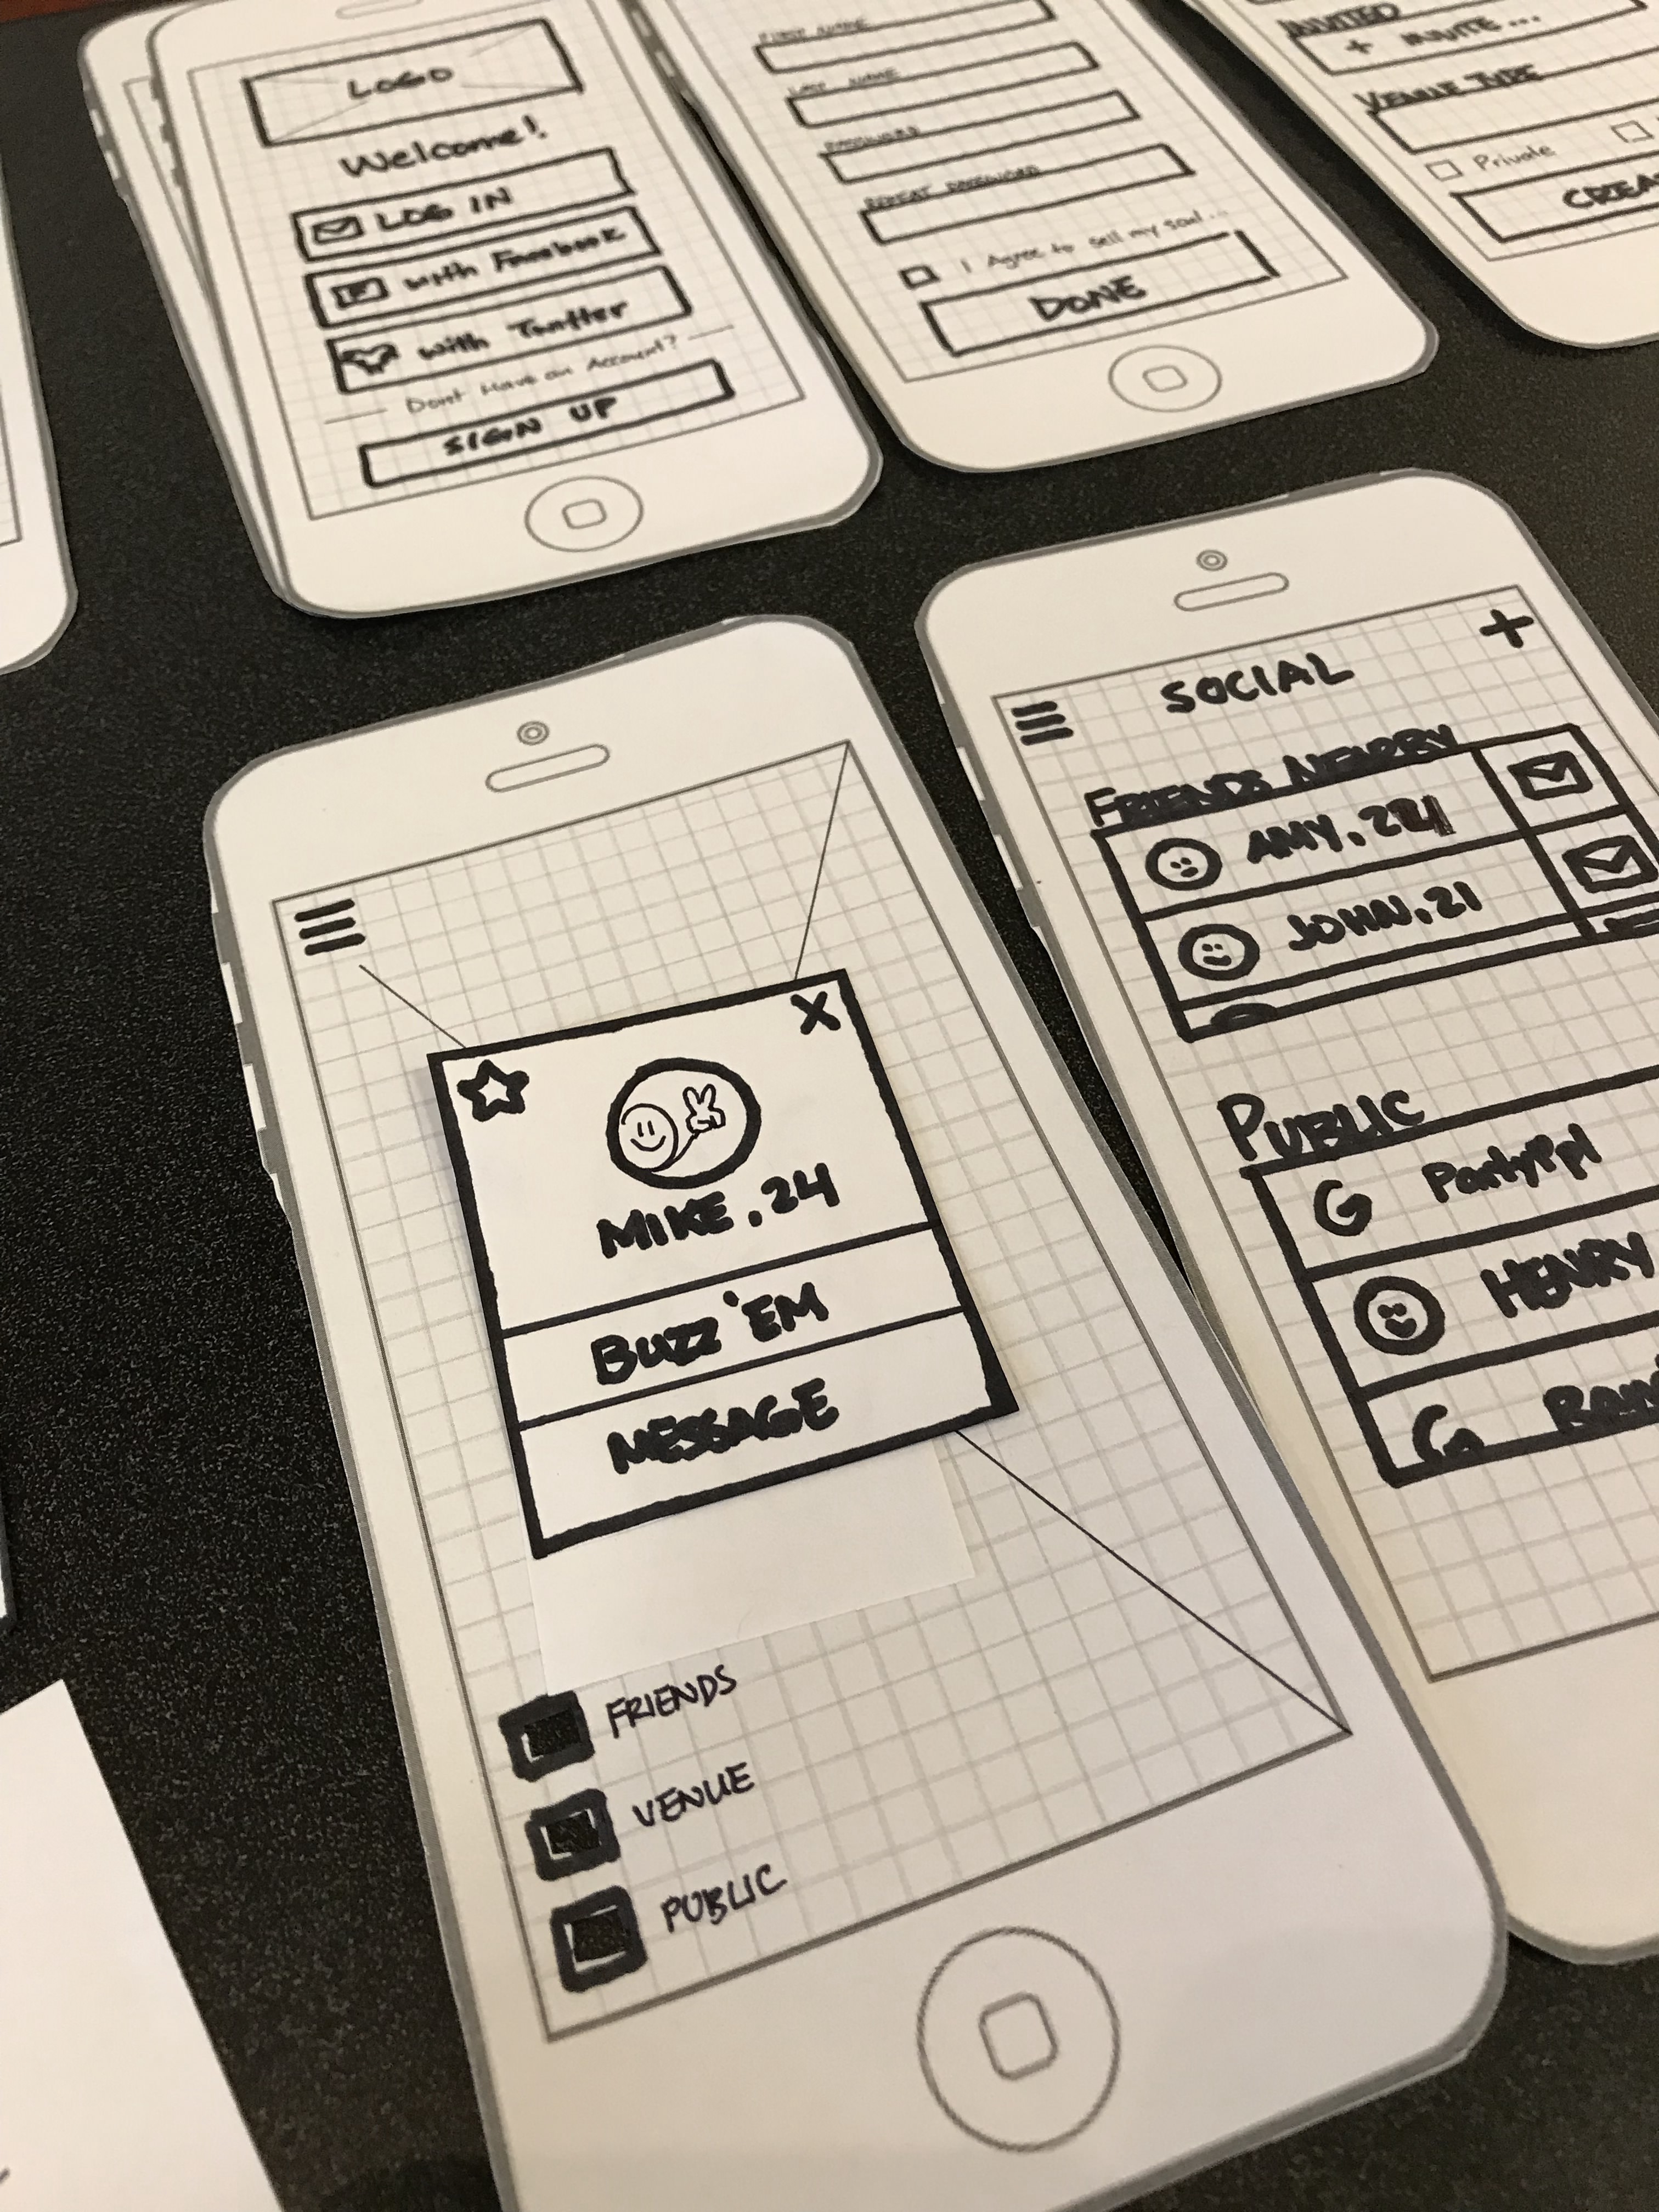 LOGO
Welcome!
LOG IN
with Facebook
with Twitter
Dont Have an Account?
SIGN UP
FIRST NAME
LAST NAME
PASSWORD
REPEAT PASSWORD
I Agree to sell my soul...
DONE
INVITED
+ INVITE...
VENUE TYPE
Private
CREA
SOCIAL
+
FRIENDS NEARBY
AMY, 24
JOHN, 21
PUBLIC
G PartyPpl
HENRY
G
X
MIKE, 24
BUZZ 'EM
MESSAGE
FRIENDS
VENUE
PUBLIC